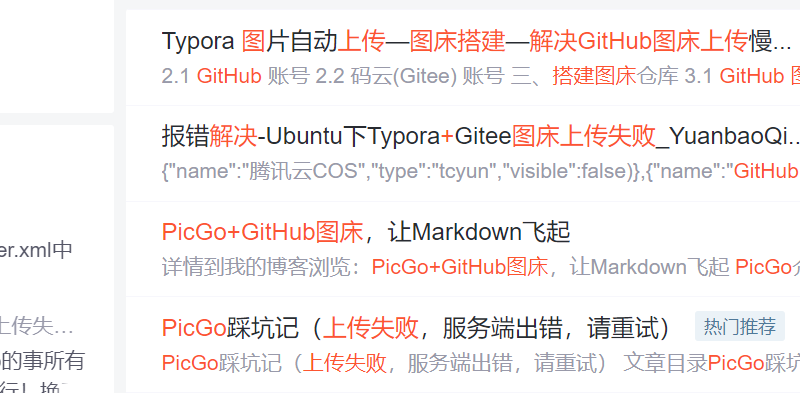 Typora 图片自动上传—图床搭建—解决GitHub图床上传慢...
2.1 GitHub 账号 2.2 码云(Gitee) 账号 三、搭建图床仓库 3.1 GitHub
报错解决-Ubuntu下Typora+Gitee图床上传失败_YuanbaoQi...
{"name":"腾讯云COS","type":"tcyun","visible":false)},{"name":"GitHub
PicGo+GitHub图床，让Markdown飞起
详情到我的博客浏览：PicGo+GitHub图床，让Markdown飞起 PicGo
PicGo踩坑记（上传失败，服务端出错，请重试） 热门推荐
PicGo踩坑记（上传失败，服务端出错，请重试） 文章目录PicGo踩坑
er.xml中
上传失...
的事所有